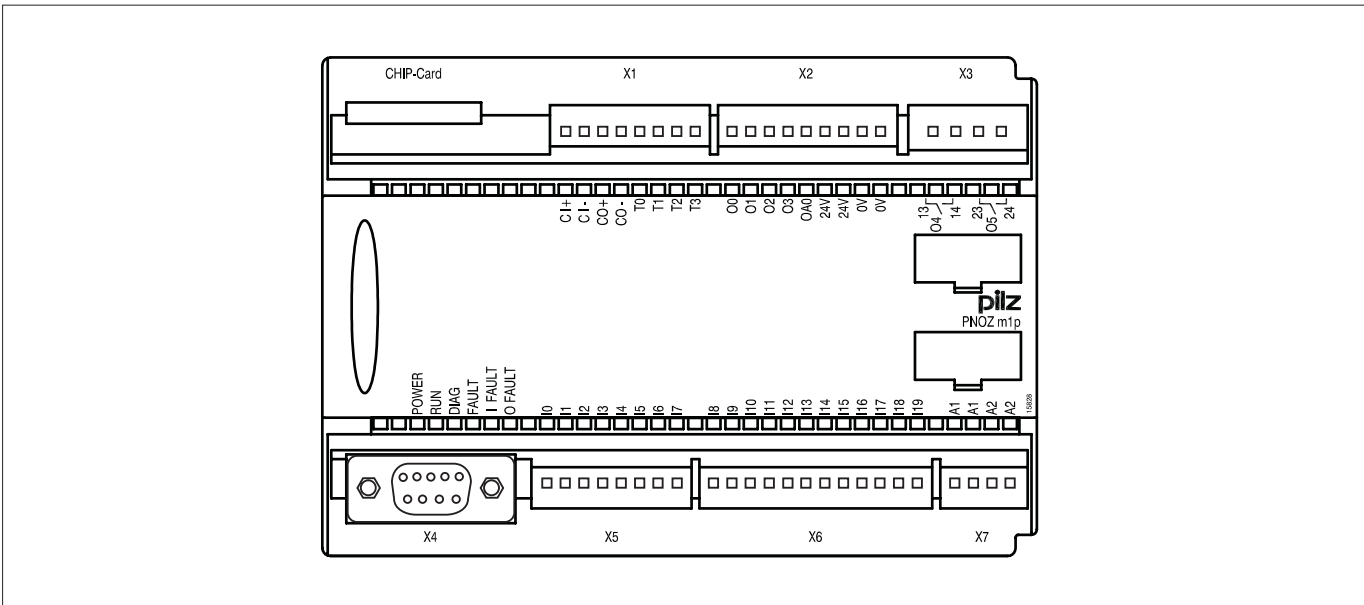 CHIP-Card X1 X2 X3
CI+ CI- CO+ CO- T0 T1 T2 T3 O0 O1 O2 O3 OA0 24V 24V 0V 0V 13 O4 14 23 O5 24
pilz
PNOZ m1p
POWER RUN DIAG FAULT I FAULT O FAULT I0 I1 I2 I3 I4 I5 I6 I7 I8 I9 I10 I11 I12 I13 I14 I15 I16 I17 I18 I19 A1 A1 A2 A2 15828
X4 X5 X6 X7